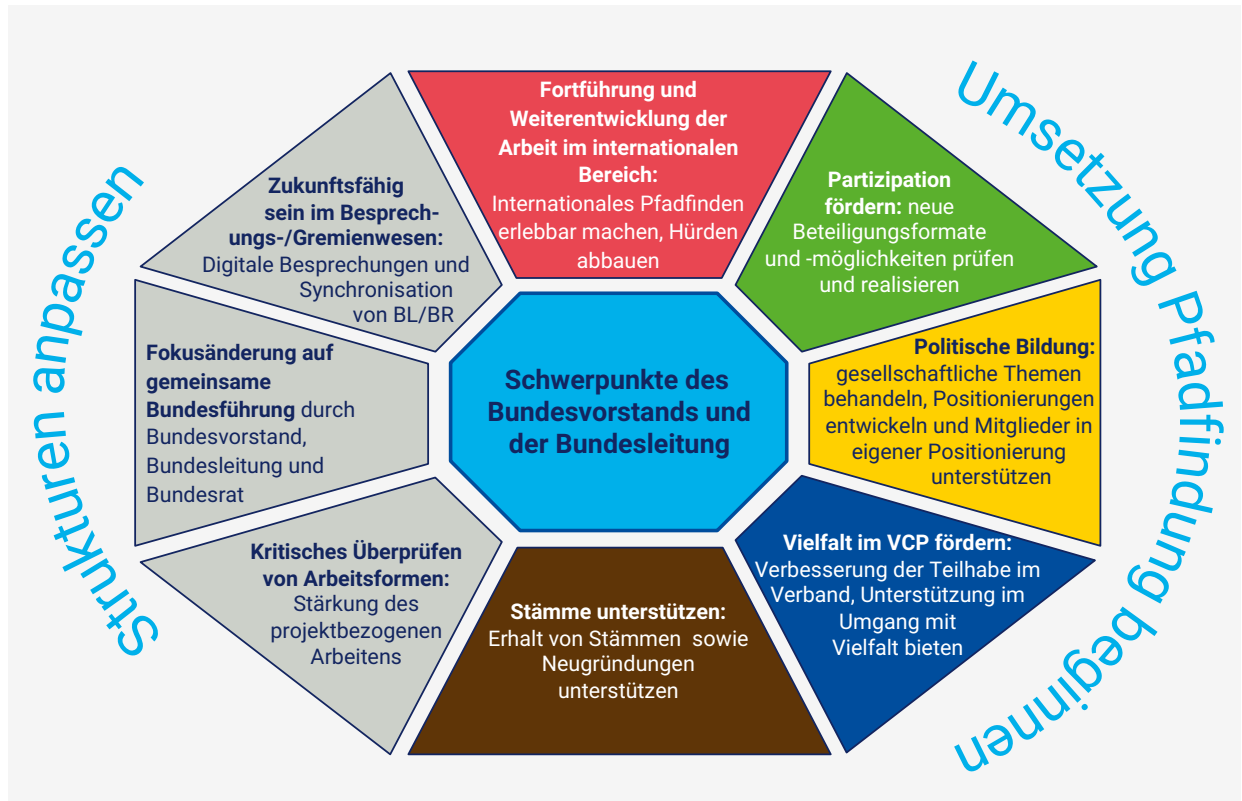 Strukturen anpassen
Umsetzung Pfadfindung beginnen
Schwerpunkte des
Bundesvorstands und
der Bundesleitung
Fortführung und
Weiterentwicklung der
Arbeit im internationalen
Bereich:
Internationales Pfadfinden
erlebbar machen, Hürden
abbauen
Partizipation
fördern: neue
Beteiligungsformate
und -möglichkeiten prüfen
und realisieren
Politische Bildung:
gesellschaftliche Themen
behandeln, Positionierungen
entwickeln und Mitglieder in
eigener Positionierung
unterstützen
Vielfalt im VCP fördern:
Verbesserung der Teilhabe im
Verband, Unterstützung im
Umgang mit
Vielfalt bieten
Stämme unterstützen:
Erhalt von Stämmen sowie
Neugründungen
unterstützen
Kritisches Überprüfen
von Arbeitsformen:
Stärkung des
projektbezogenen
Arbeitens
Fokusänderung auf
gemeinsame
Bundesführung durch
Bundesvorstand,
Bundesleitung und
Bundesrat
Zukunftsfähig
sein im Besprech-
ungs-/Gremienwesen:
Digitale Besprechungen und
Synchronisation
von BL/BR